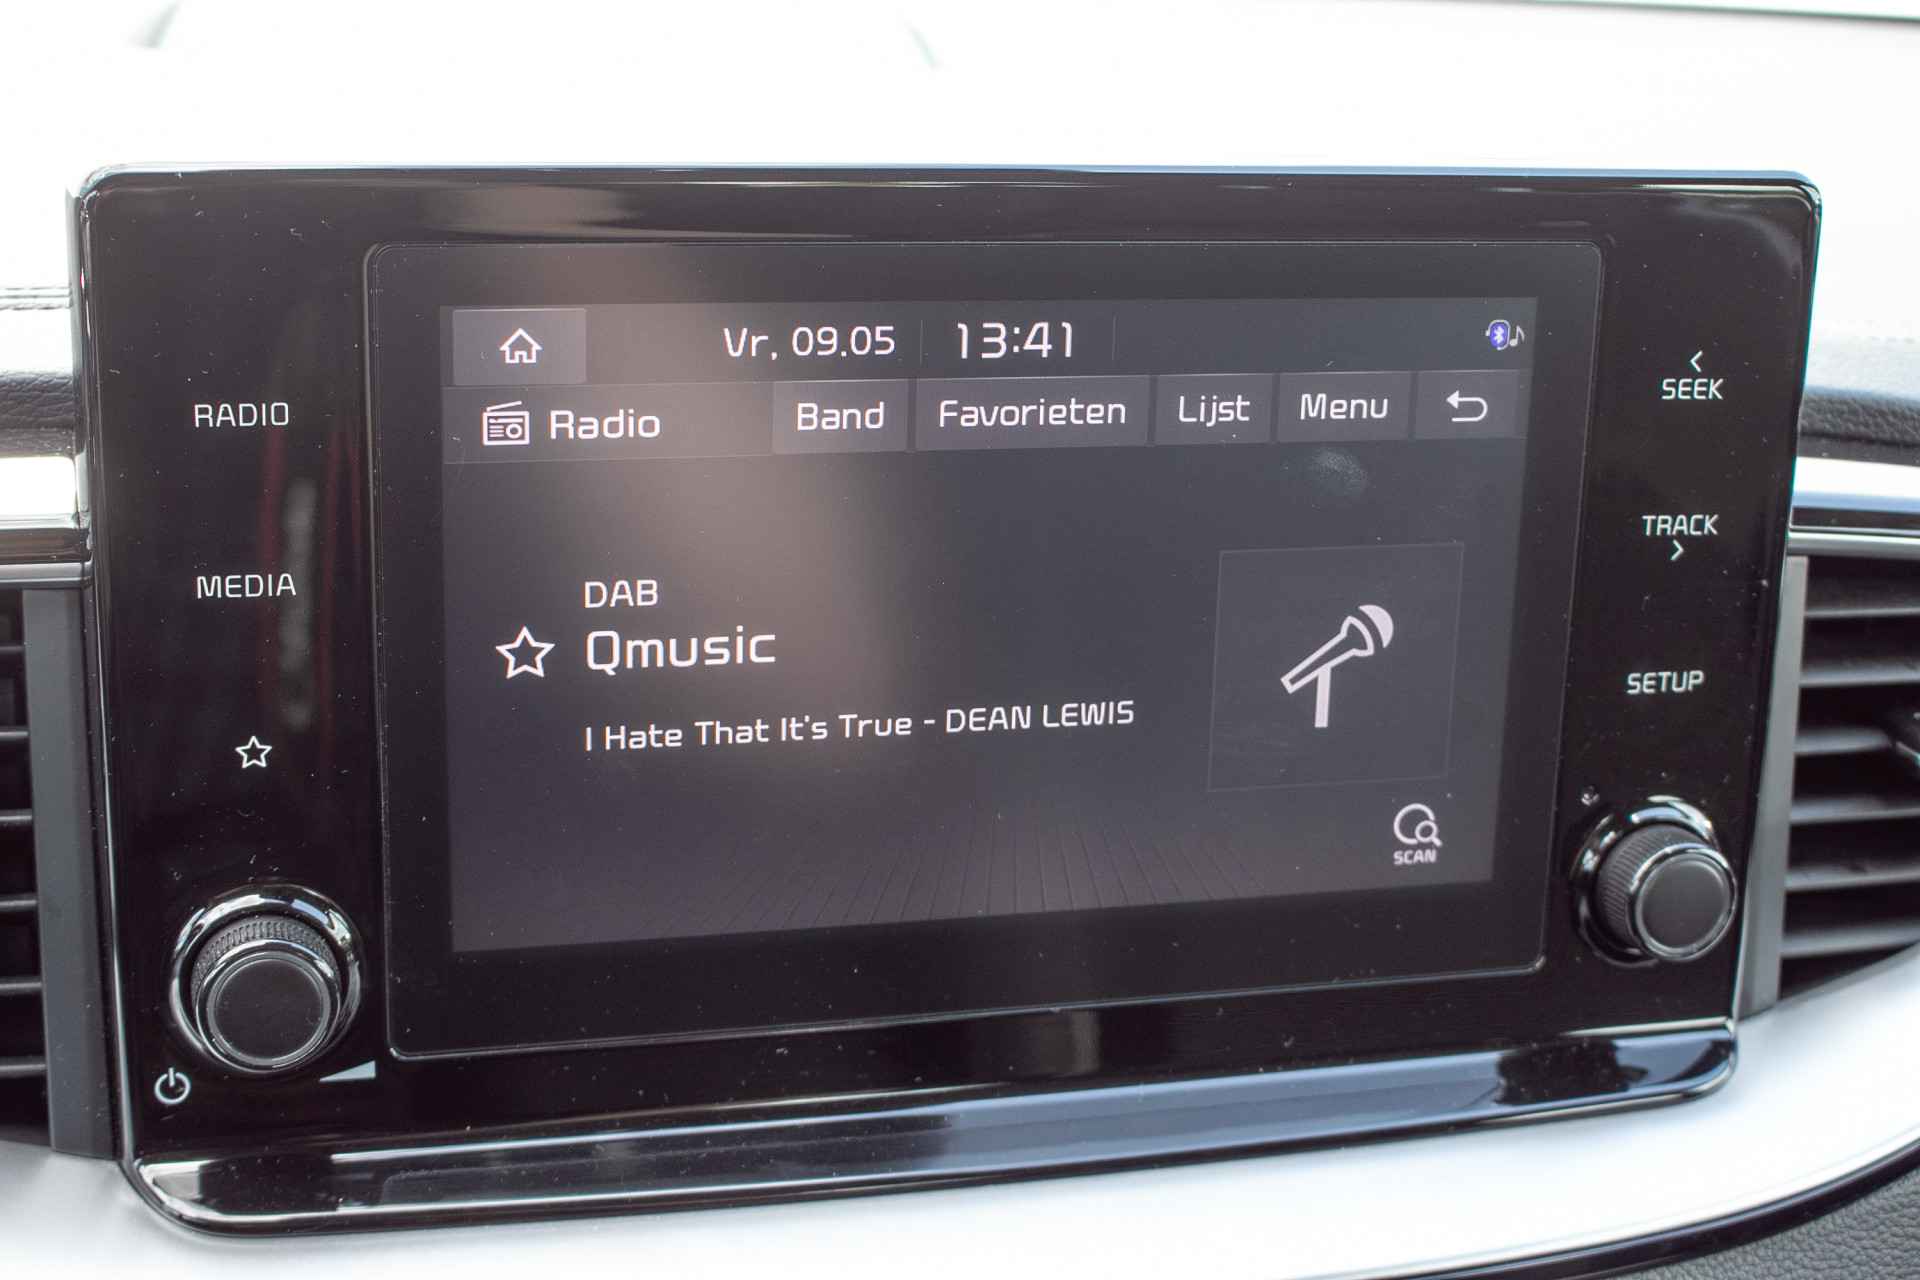 Vr, 09.05 13:41
Radio Band Favorieten Lijst Menu
RADIO
MEDIA
DAB
Qmusic
I Hate That It's True - DEAN LEWIS
SCAN
SEEK
TRACK
SETUP